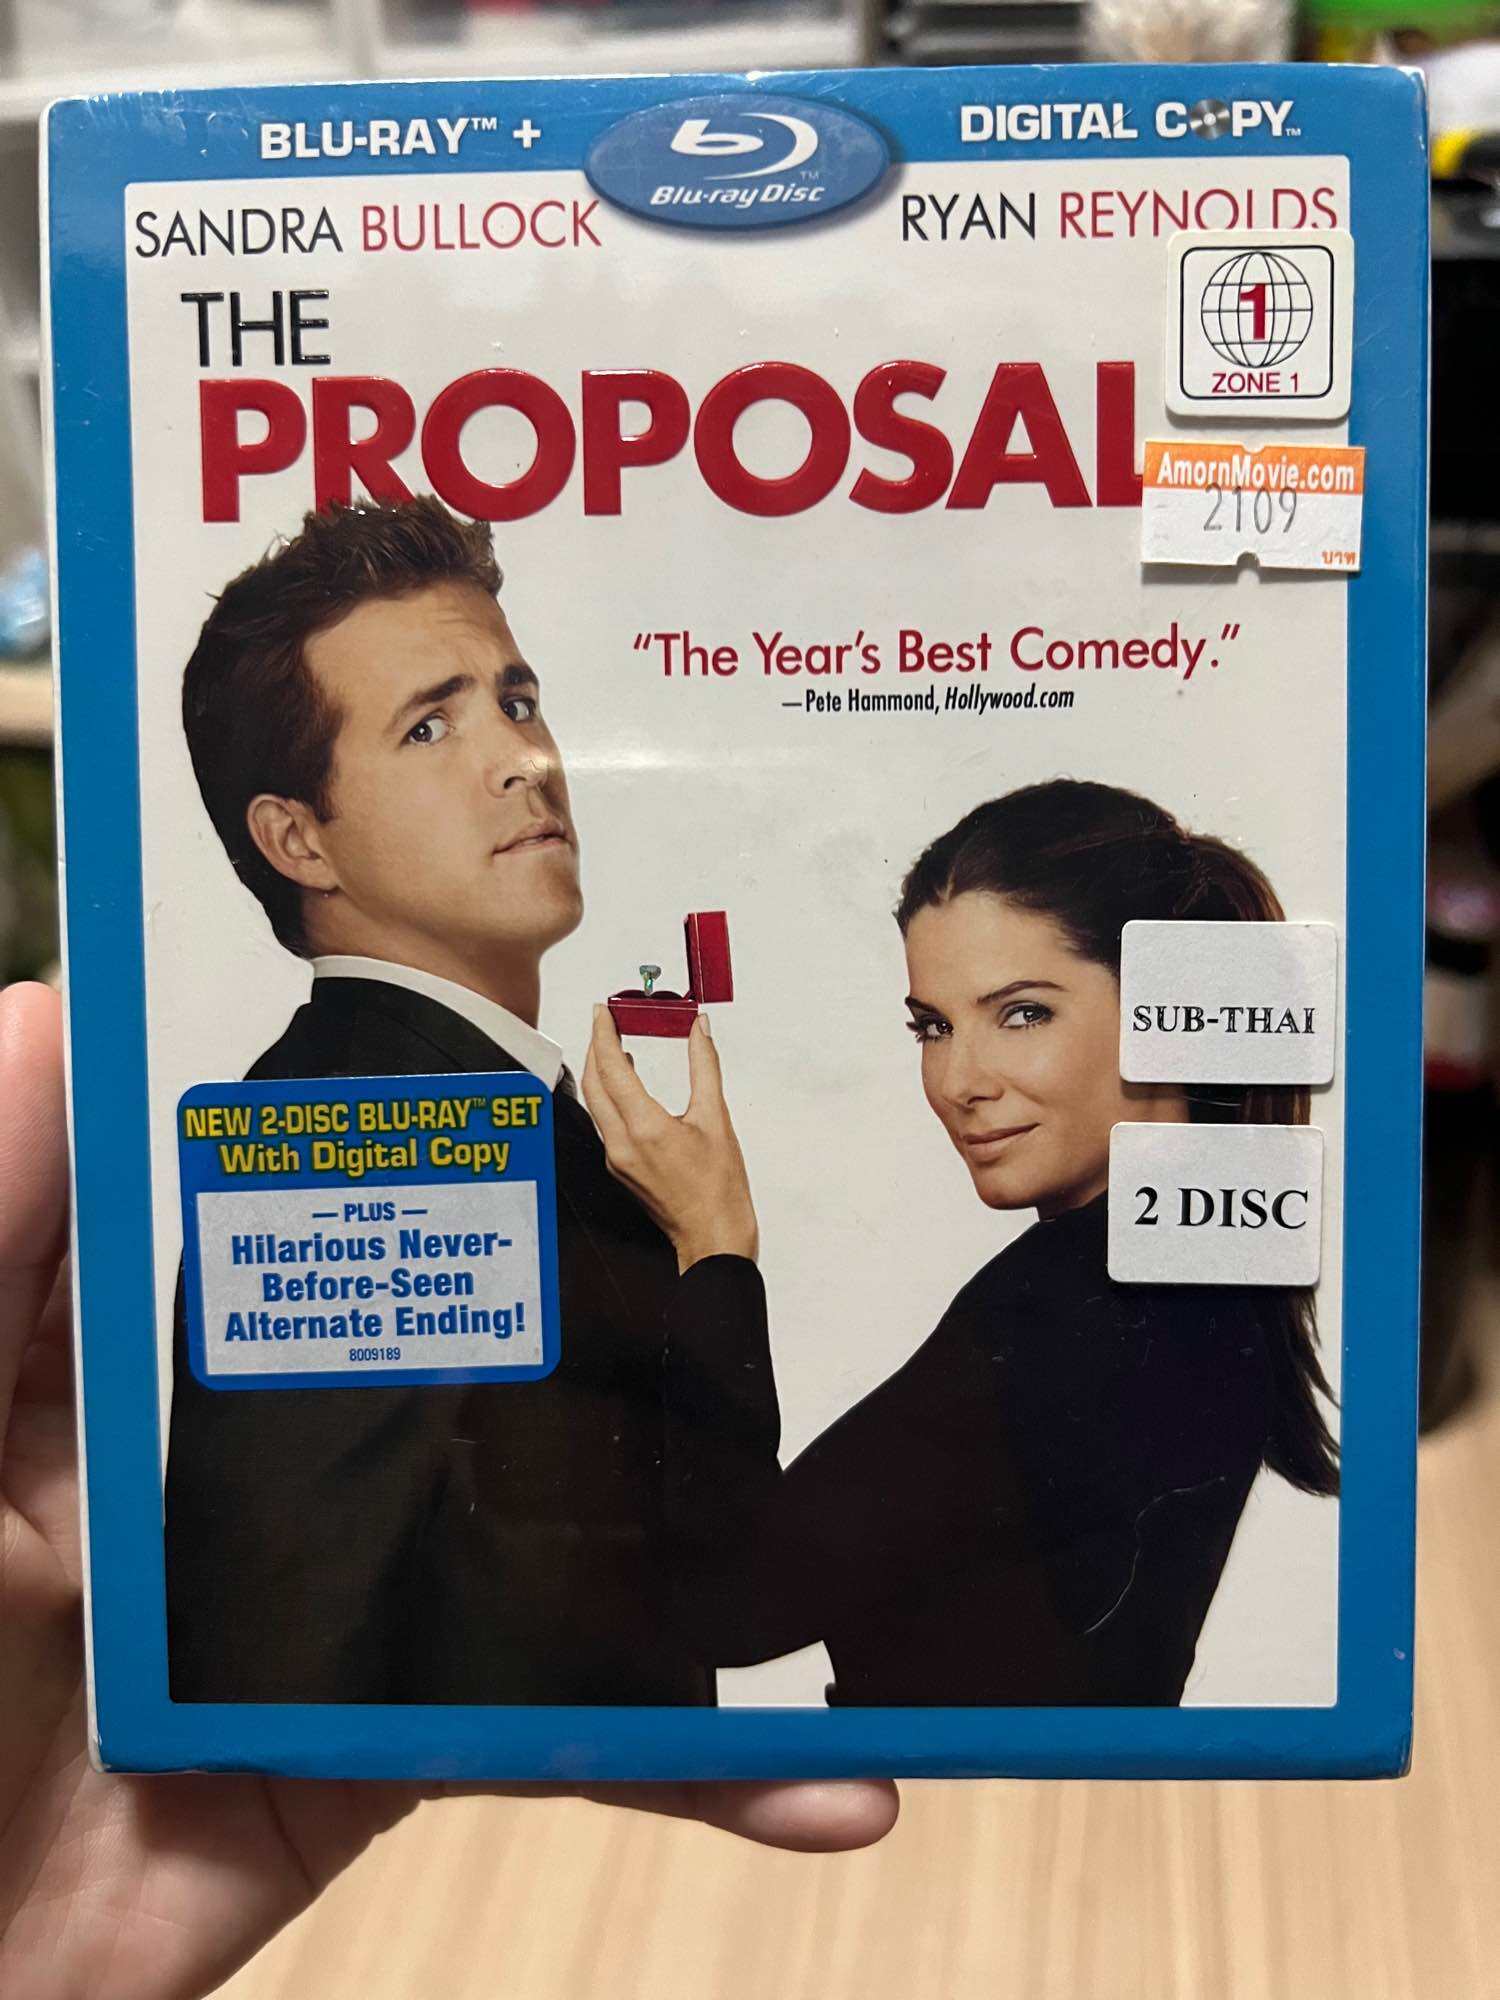 BLU-RAY™ +
Blu-ray Disc™
DIGITAL COPY™
SANDRA BULLOCK
RYAN REYNOLDS
THE
PROPOSAL
1
ZONE 1
AmornMovie.com
2109
บาท
"The Year's Best Comedy."
—Pete Hammond, Hollywood.com
SUB-THAI
2 DISC
NEW 2-DISC BLU-RAY™ SET
With Digital Copy
— PLUS —
Hilarious Never-
Before-Seen
Alternate Ending!
8009189